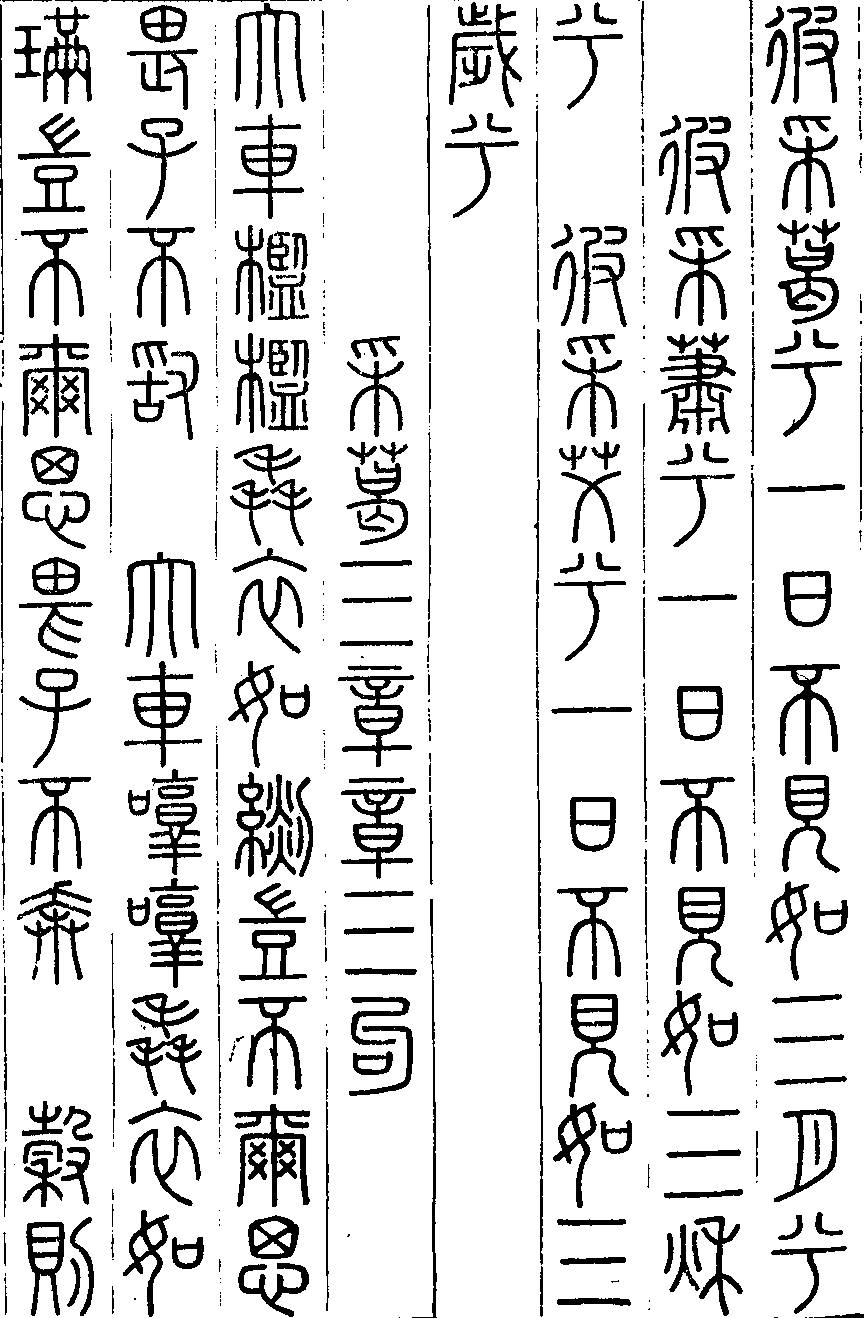 彼采葛兮一日不見如三月兮
彼采蕭兮一日不見如三秋
兮 彼采艾兮一日不見如三
歲兮
采葛三章章三句
大車檻檻毳衣如緂豈不爾思
畏子不敢 大車啍啍毳衣如
璊豈不爾思畏子不奔 穀則